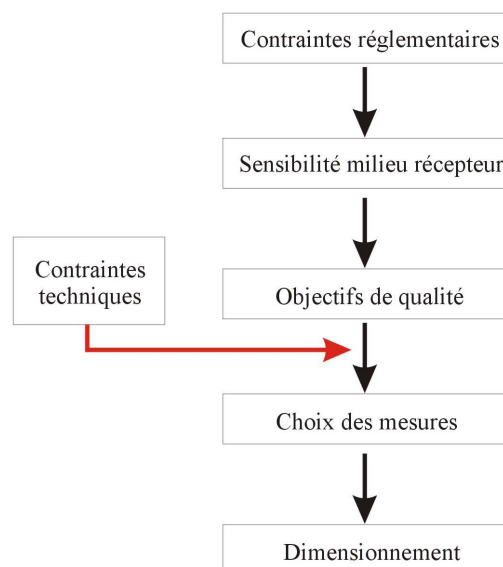 Contraintes réglementaires
Sensibilité milieu récepteur
Contraintes
techniques
Objectifs de qualité
Choix des mesures
Dimensionnement